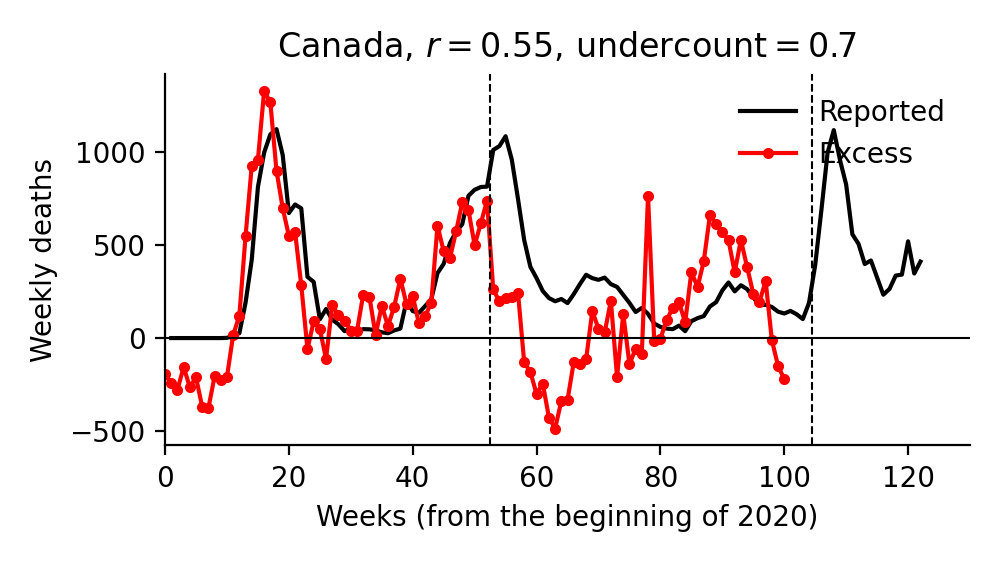 Canada, r = 0.55, undercount = 0.7
Reported
Excess
Weekly deaths
1000
500
0
−500
0 20 40 60 80 100 120
Weeks (from the beginning of 2020)